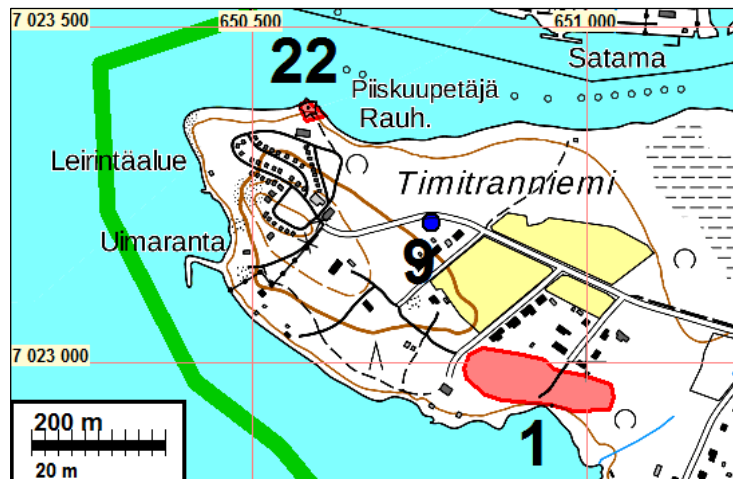 7 023 500
650 500
651 000
22
Satama
Piiskuupetäjä
Rauh.
Leirintäalue
Timitranniemi
Uimaranta
9
7 023 000
1
200 m
20 m